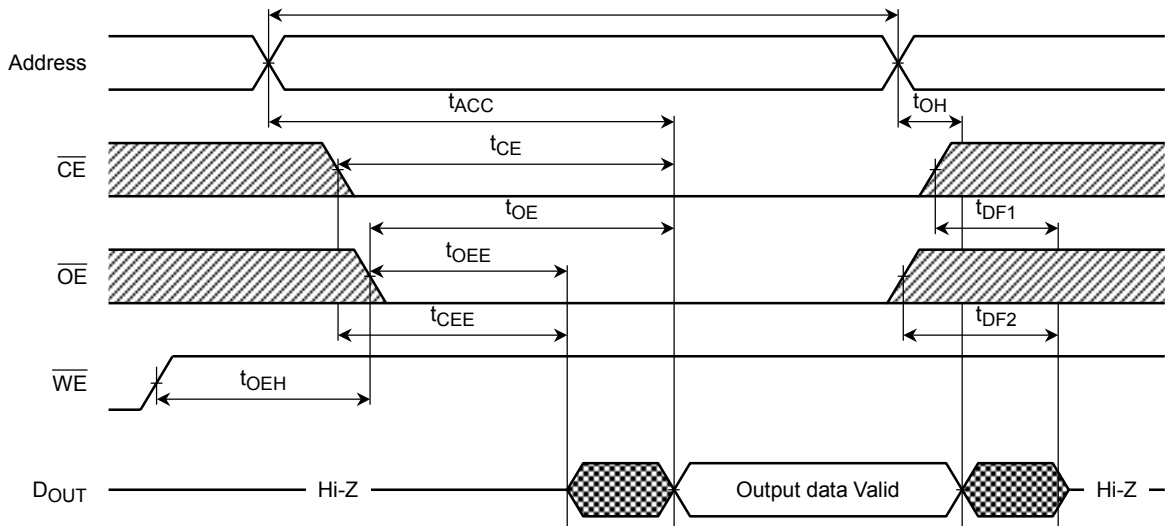 Address
tACC
tOH
CE
tCE
tOE
tDF1
OE
tOEE
tCEE
tDF2
WE
tOEH
DOUT
Hi-Z
Output data Valid
Hi-Z